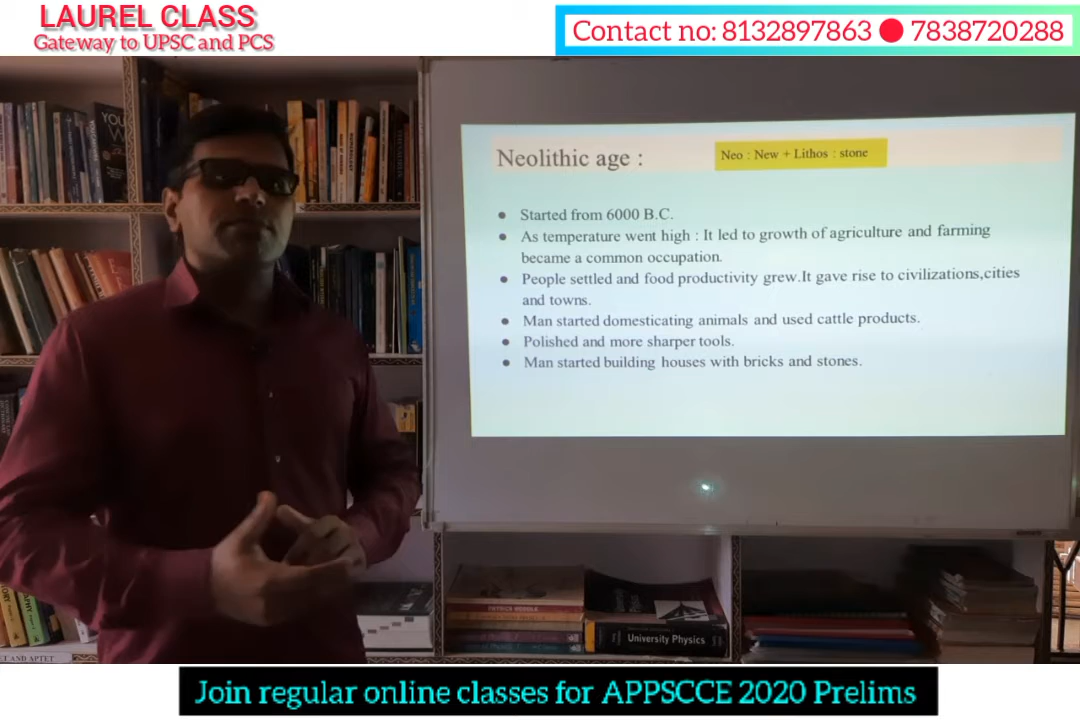 LAUREL CLASS
Gateway to UPSC and PCS
Contact no: 8132897863 🔴 7838720288
Neolithic age :
Neo : New + Lithos : stone
• Started from 6000 B.C.
• As temperature went high : It led to growth of agriculture and farming
became a common occupation.
• People settled and food productivity grew.It gave rise to civilizations,cities
and towns.
• Man started domesticating animals and used cattle products.
• Polished and more sharper tools.
• Man started building houses with bricks and stones.
YOU
University Physics
AND APTET
Join regular online classes for APPSCCE 2020 Prelims